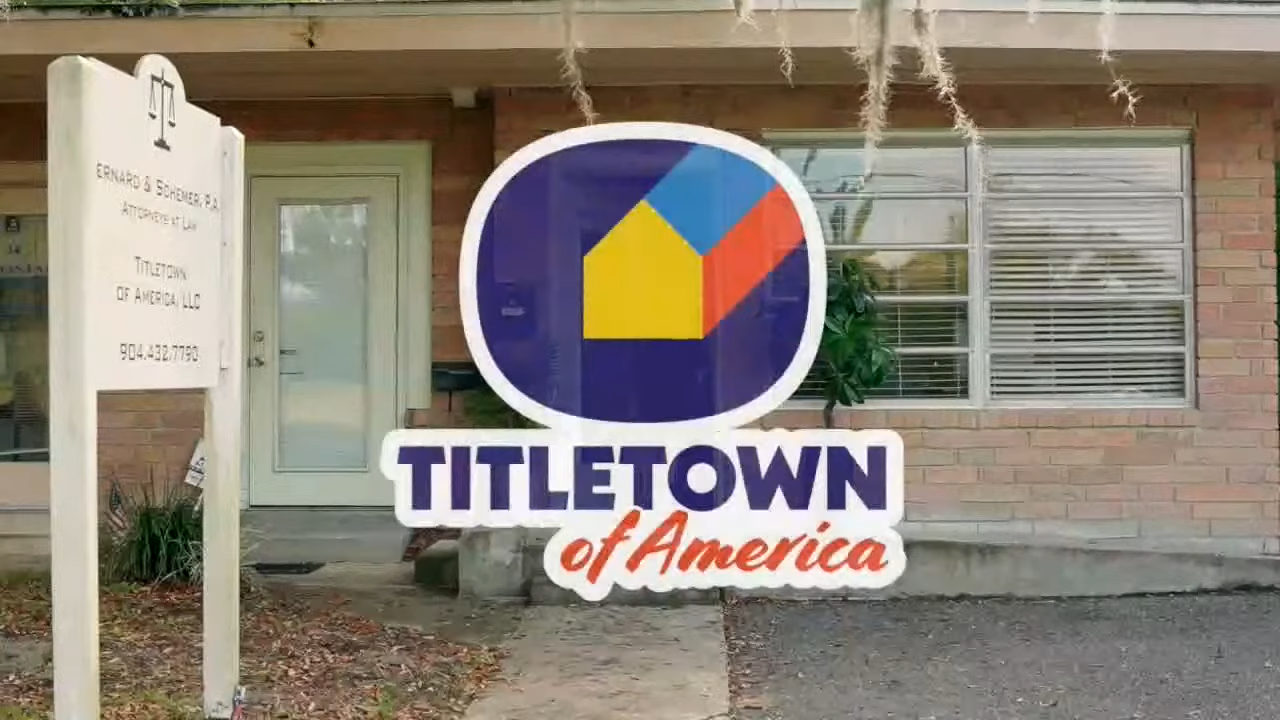 ERNARD & SCHEMER, P.A.
ATTORNEYS AT LAW
TITLETOWN
OF AMERICA, LLC
904.432.7790
TITLETOWN
of America